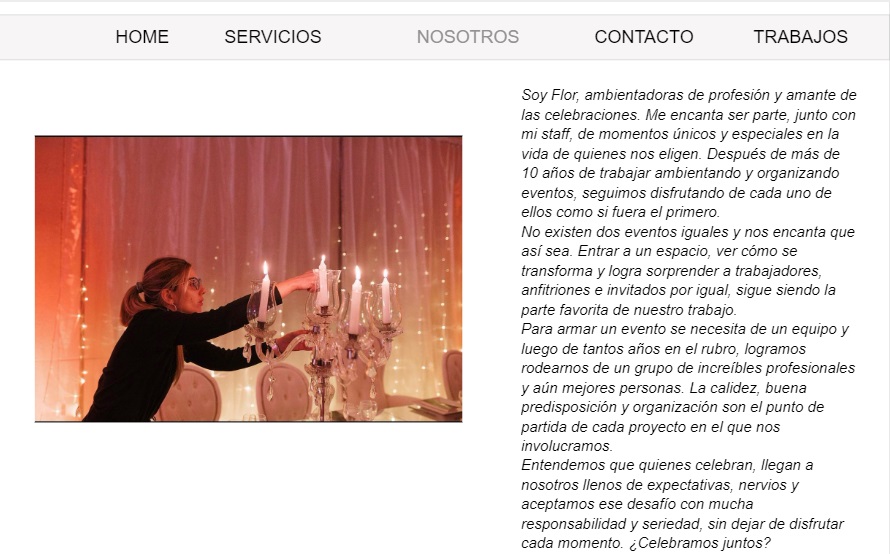 HOME SERVICIOS NOSOTROS CONTACTO TRABAJOS
Soy Flor, ambientadoras de profesión y amante de
las celebraciones. Me encanta ser parte, junto con
mi staff, de momentos únicos y especiales en la
vida de quienes nos eligen. Después de más de
10 años de trabajar ambientando y organizando
eventos, seguimos disfrutando de cada uno de
ellos como si fuera el primero.
No existen dos eventos iguales y nos encanta que
así sea. Entrar a un espacio, ver cómo se
transforma y logra sorprender a trabajadores,
anfitriones e invitados por igual, sigue siendo la
parte favorita de nuestro trabajo.
Para armar un evento se necesita de un equipo y
luego de tantos años en el rubro, logramos
rodearnos de un grupo de increíbles profesionales
y aún mejores personas. La calidez, buena
predisposición y organización son el punto de
partida de cada proyecto en el que nos
involucramos.
Entendemos que quienes celebran, llegan a
nosotros llenos de expectativas, nervios y
aceptamos ese desafío con mucha
responsabilidad y seriedad, sin dejar de disfrutar
cada momento. ¿Celebramos juntos?